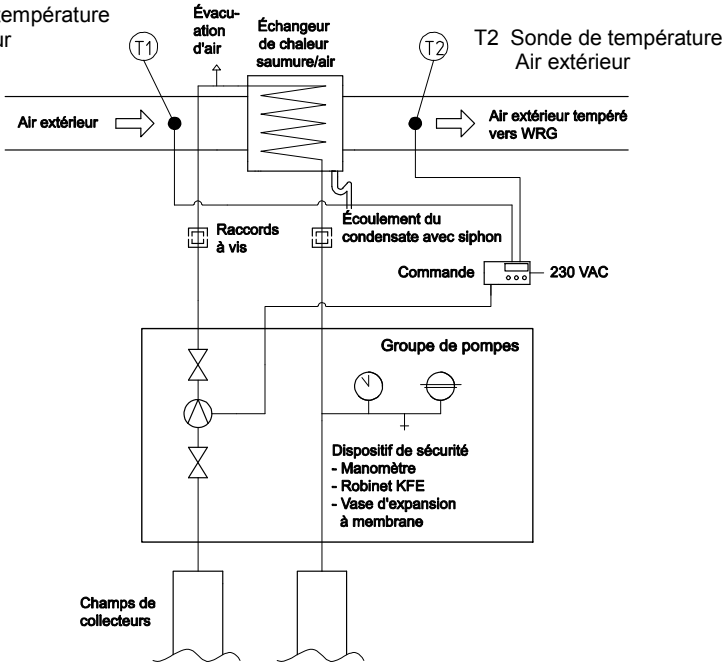 température
ur
T1
Évacu-
ation
d'air
Échangeur
de chaleur
saumure/air
T2
T2 Sonde de température
Air extérieur
Air extérieur
Air extérieur tempéré
vers WRG
Raccords
à vis
Écoulement du
condensate avec siphon
Commande
230 VAC
Groupe de pompes
Dispositif de sécurité
- Manomètre
- Robinet KFE
- Vase d'expansion
à membrane
Champs de
collecteurs